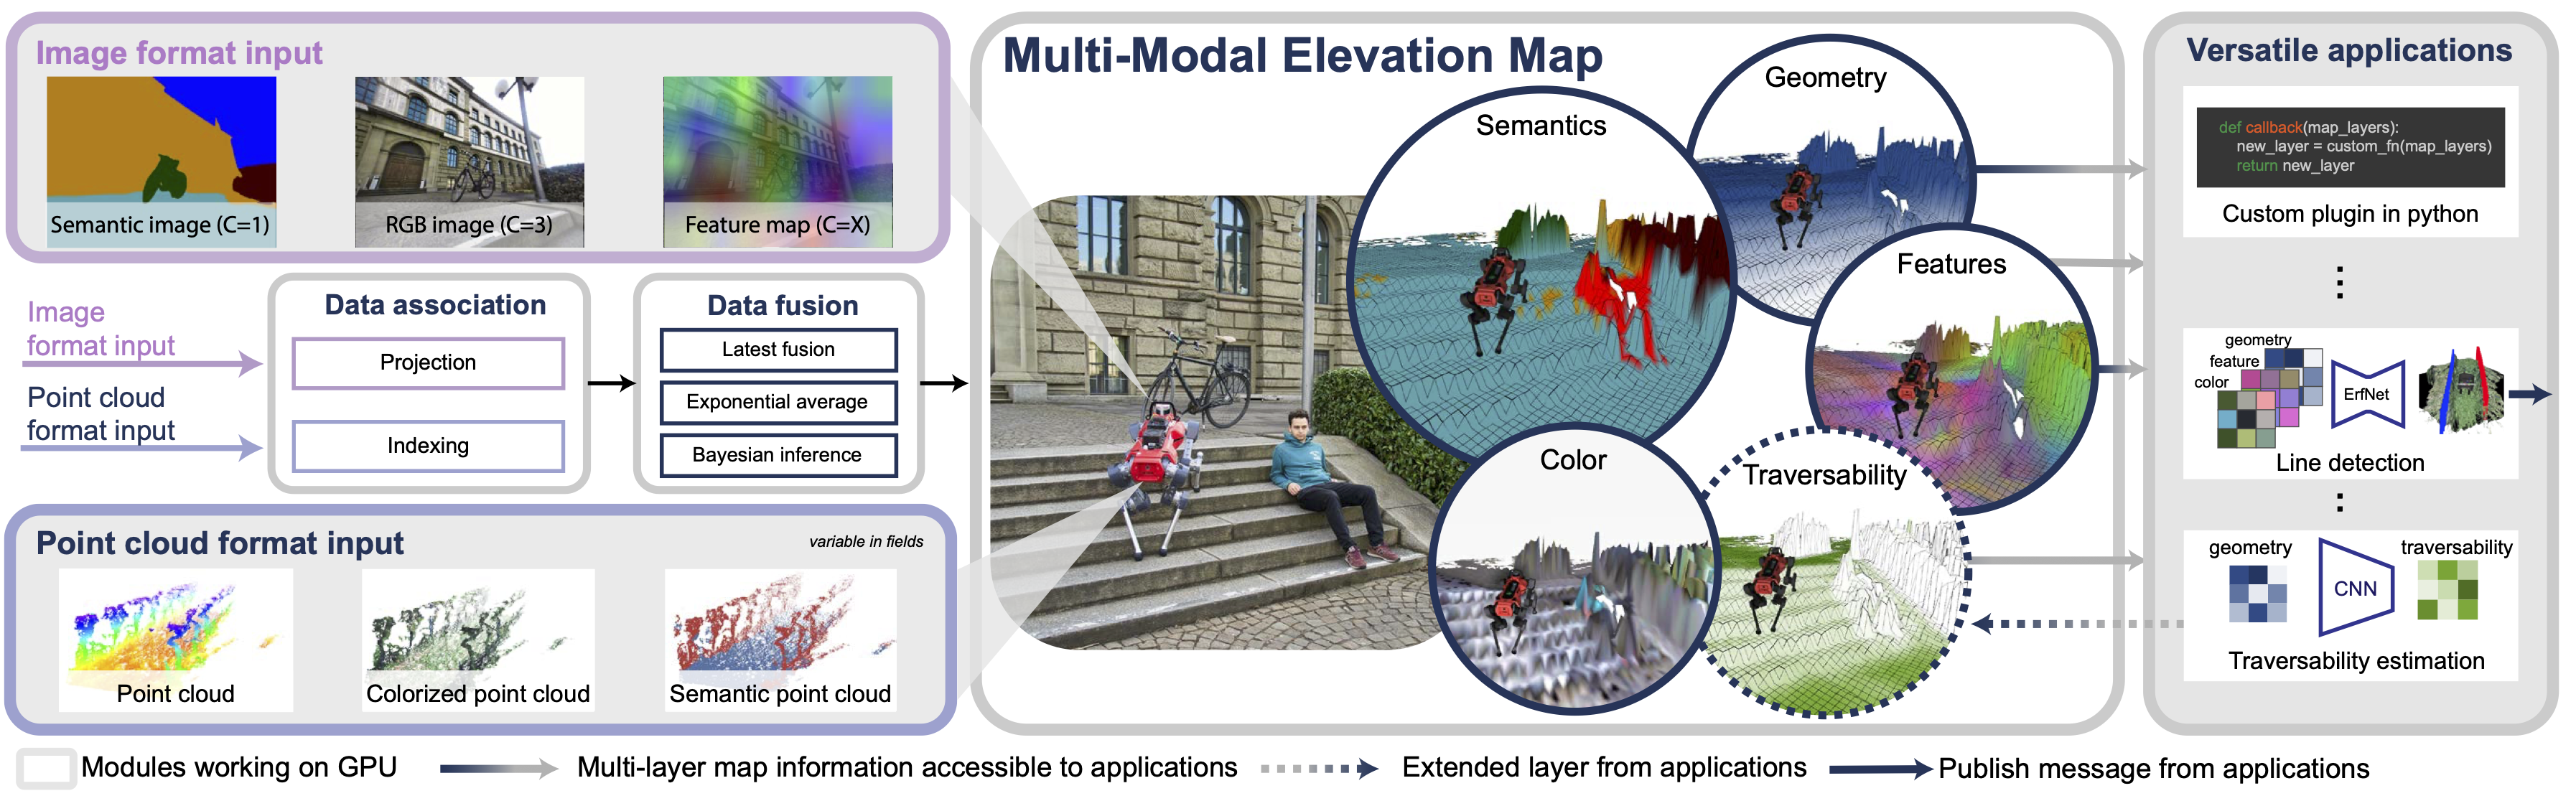 Image format input
Semantic image (C=1)
RGB image (C=3)
Feature map (C=X)
Image
format input
Point cloud
format input
Data association
Projection
Indexing
Data fusion
Latest fusion
Exponential average
Bayesian inference
Point cloud format input
variable in fields
Point cloud
Colorized point cloud
Semantic point cloud
Multi-Modal Elevation Map
Semantics
Geometry
Features
Color
Traversability
Versatile applications
def callback(map_layers):
new_layer = custom_fn(map_layers)
return new_layer
Custom plugin in python
geometry
feature
color
ErfNet
Line detection
geometry
CNN
traversability
Traversability estimation
Modules working on GPU
Multi-layer map information accessible to applications
Extended layer from applications
Publish message from applications